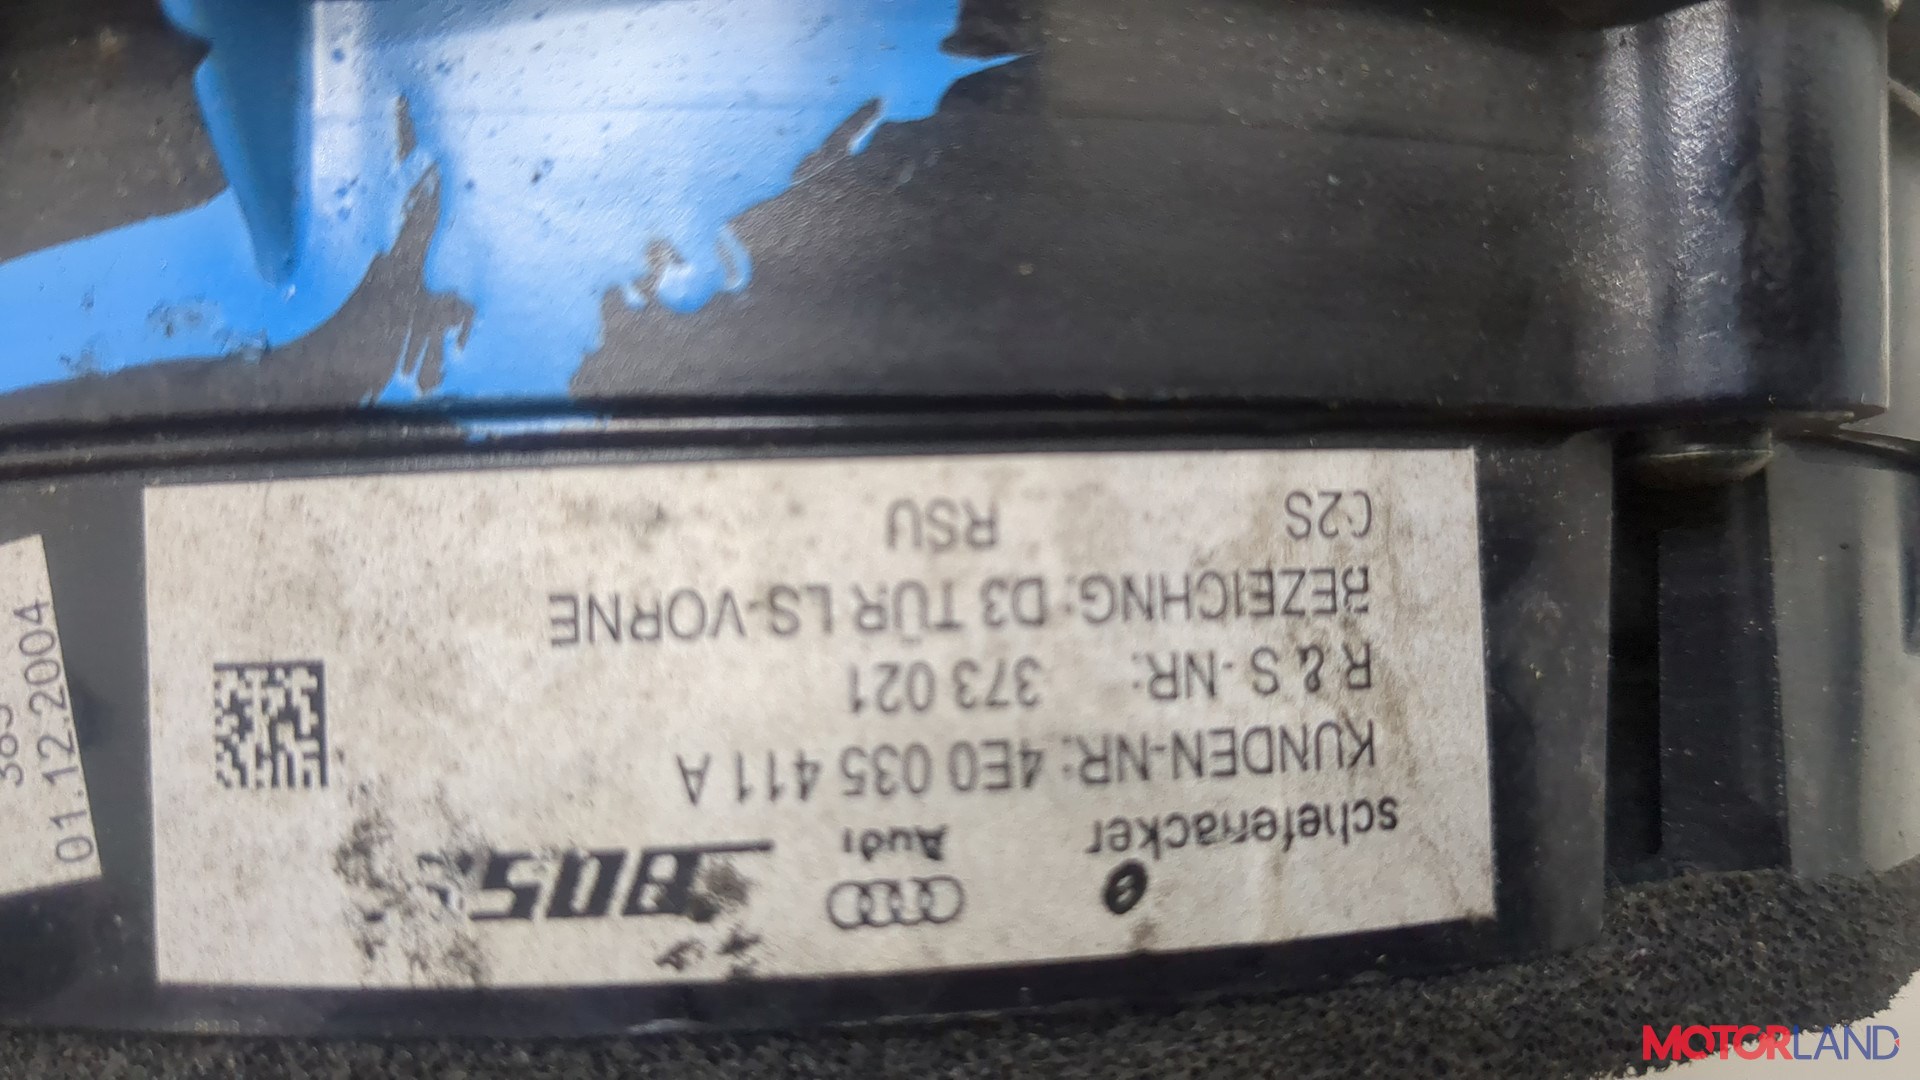 BOSE
Audi
schefenacker
KUNDEN-NR: 4E0 035 411 A
R & S-NR: 373 021
BEZEICHNG: D3 TÜR LS-VORNE
C2S RSU
01.12.2004
MOTORLAND